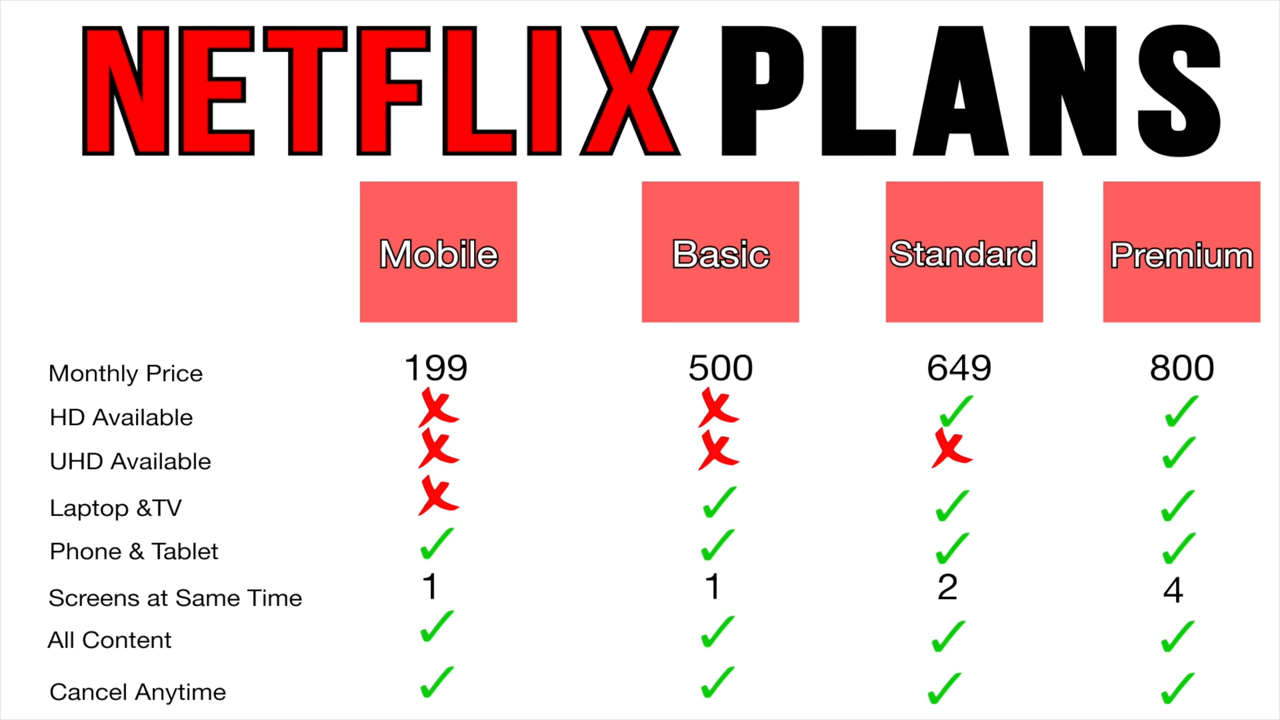 NETFLIX PLANS
Mobile Basic Standard Premium
Monthly Price 199 500 649 800
HD Available ✗ ✗ ✓ ✓
UHD Available ✗ ✗ ✗ ✓
Laptop &TV ✗ ✓ ✓ ✓
Phone & Tablet ✓ ✓ ✓ ✓
Screens at Same Time 1 1 2 4
All Content ✓ ✓ ✓ ✓
Cancel Anytime ✓ ✓ ✓ ✓